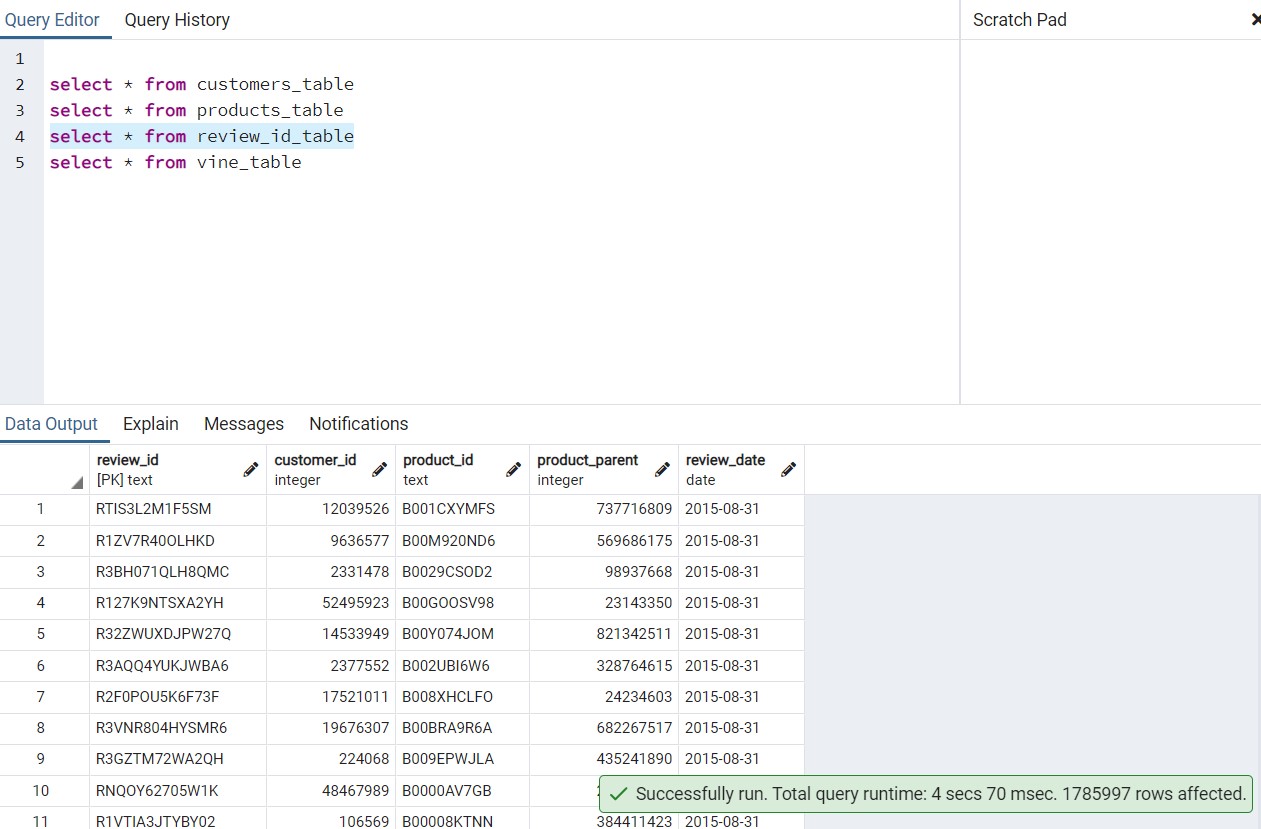 Query Editor Query History Scratch Pad
1
2 select * from customers_table
3 select * from products_table
4 select * from review_id_table
5 select * from vine_table
Data Output Explain Messages Notifications
review_id customer_id product_id product_parent review_date
[PK] text integer text integer date
1 RTIS3L2M1F5SM 12039526 B001CXYMFS 737716809 2015-08-31
2 R1ZV7R40OLHKD 9636577 B00M920ND6 569686175 2015-08-31
3 R3BH071QLH8QMC 2331478 B0029CSOD2 98937668 2015-08-31
4 R127K9NTSXA2YH 52495923 B00GOOSV98 23143350 2015-08-31
5 R32ZWUXDJPW27Q 14533949 B00Y074JOM 821342511 2015-08-31
6 R3AQQ4YUKJWBA6 2377552 B002UBI6W6 328764615 2015-08-31
7 R2F0POU5K6F73F 17521011 B008XHCLFO 24234603 2015-08-31
8 R3VNR804HYSMR6 19676307 B00BRA9R6A 682267517 2015-08-31
9 R3GZTM72WA2QH 224068 B009EPWJLA 435241890 2015-08-31
10 RNQOY62705W1K 48467989 B0000AV7GB
Successfully run. Total query runtime: 4 secs 70 msec. 1785997 rows affected.
11 R1VTIA3JTYBY02 106569 B00008KTNN 384411423 2015-08-31